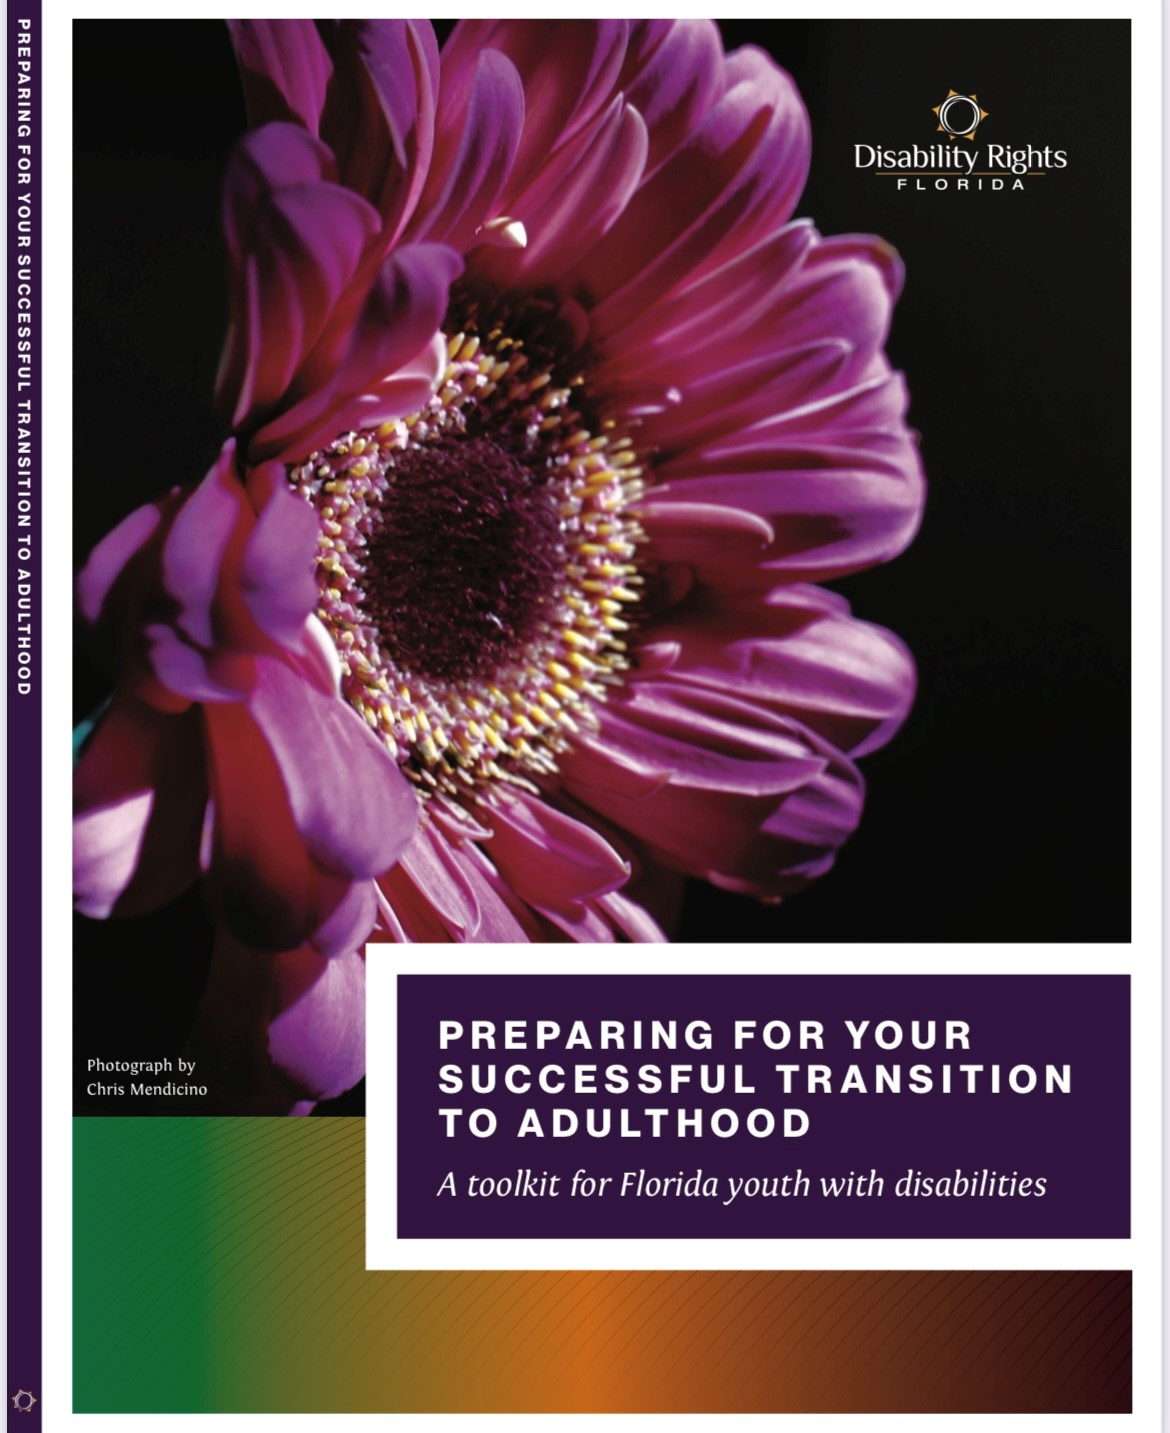 PREPARING FOR YOUR SUCCESSFUL TRANSITION TO ADULTHOOD
Disability Rights
FLORIDA
Photograph by
Chris Mendicino
PREPARING FOR YOUR
SUCCESSFUL TRANSITION
TO ADULTHOOD
A toolkit for Florida youth with disabilities